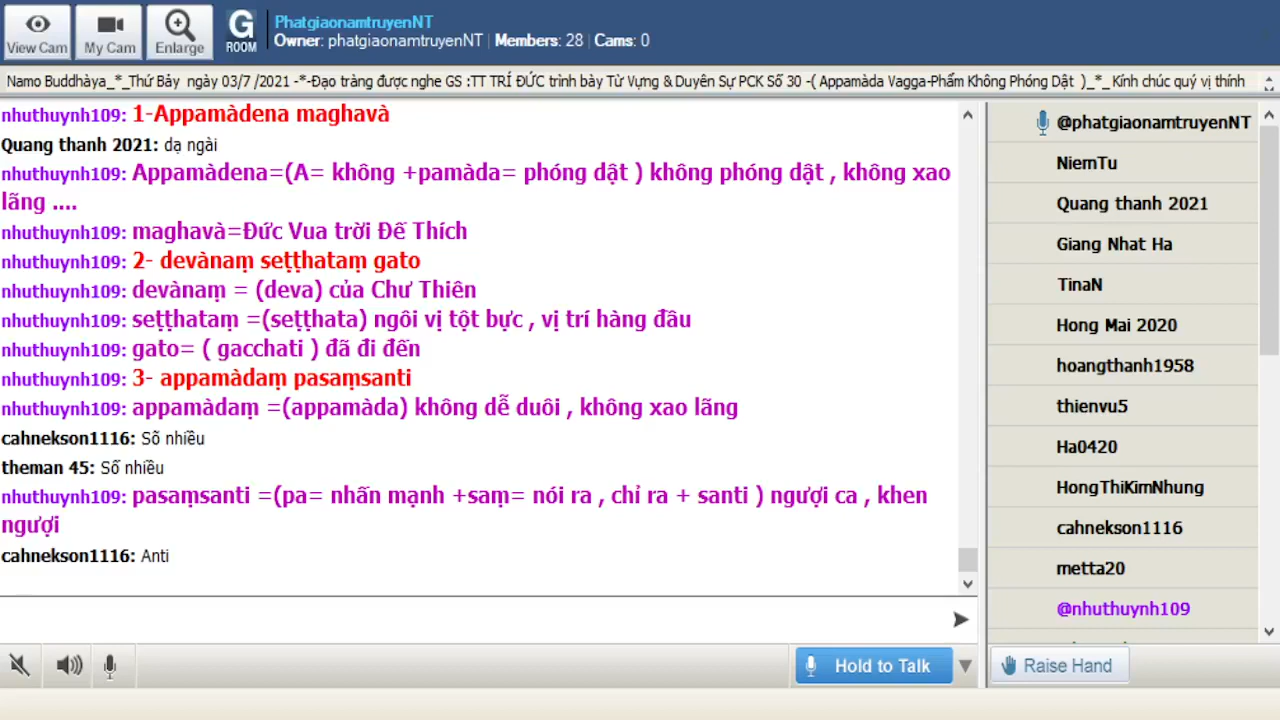 View Cam
My Cam
Enlarge
G
ROOM
PhatgiaonamtruyenNT
Owner: phatgiaonamtruyenNT | Members: 28 | Cams: 0
Namo Buddhàya_*_Thứ Bảy ngày 03/7 /2021 -*-Đạo tràng được nghe GS :TT TRÍ ĐỨC trình bày Từ Vựng & Duyên Sự PCK Số 30 -( Appamàda Vagga-Phẩm Không Phóng Dật )_*_ Kính chúc quý vị thính
nhuthuynh109: 1-Appamàdena maghavà
Quang thanh 2021: dạ ngài
nhuthuynh109: Appamàdena=(A= không +pamàda= phóng dật ) không phóng dật , không xao
lãng ....
nhuthuynh109: maghavà=Đức Vua trời Đế Thích
nhuthuynh109: 2- devànaṃ seṭṭhataṃ gato
nhuthuynh109: devànaṃ = (deva) của Chư Thiên
nhuthuynh109: seṭṭhataṃ =(seṭṭhata) ngôi vị tột bực , vị trí hàng đầu
nhuthuynh109: gato= ( gacchati ) đã đi đến
nhuthuynh109: 3- appamàdaṃ pasaṃsanti
nhuthuynh109: appamàdaṃ =(appamàda) không dễ duôi , không xao lãng
cahnekson1116: Số nhiều
theman 45: Số nhiều
nhuthuynh109: pasaṃsanti =(pa= nhấn mạnh +saṃ= nói ra , chỉ ra + santi ) ngượi ca , khen
ngượi
cahnekson1116: Anti
@phatgiaonamtruyenNT
NiemTu
Quang thanh 2021
Giang Nhat Ha
TinaN
Hong Mai 2020
hoangthanh1958
thienvu5
Ha0420
HongThiKimNhung
cahnekson1116
metta20
@nhuthuynh109
Hold to Talk
Raise Hand